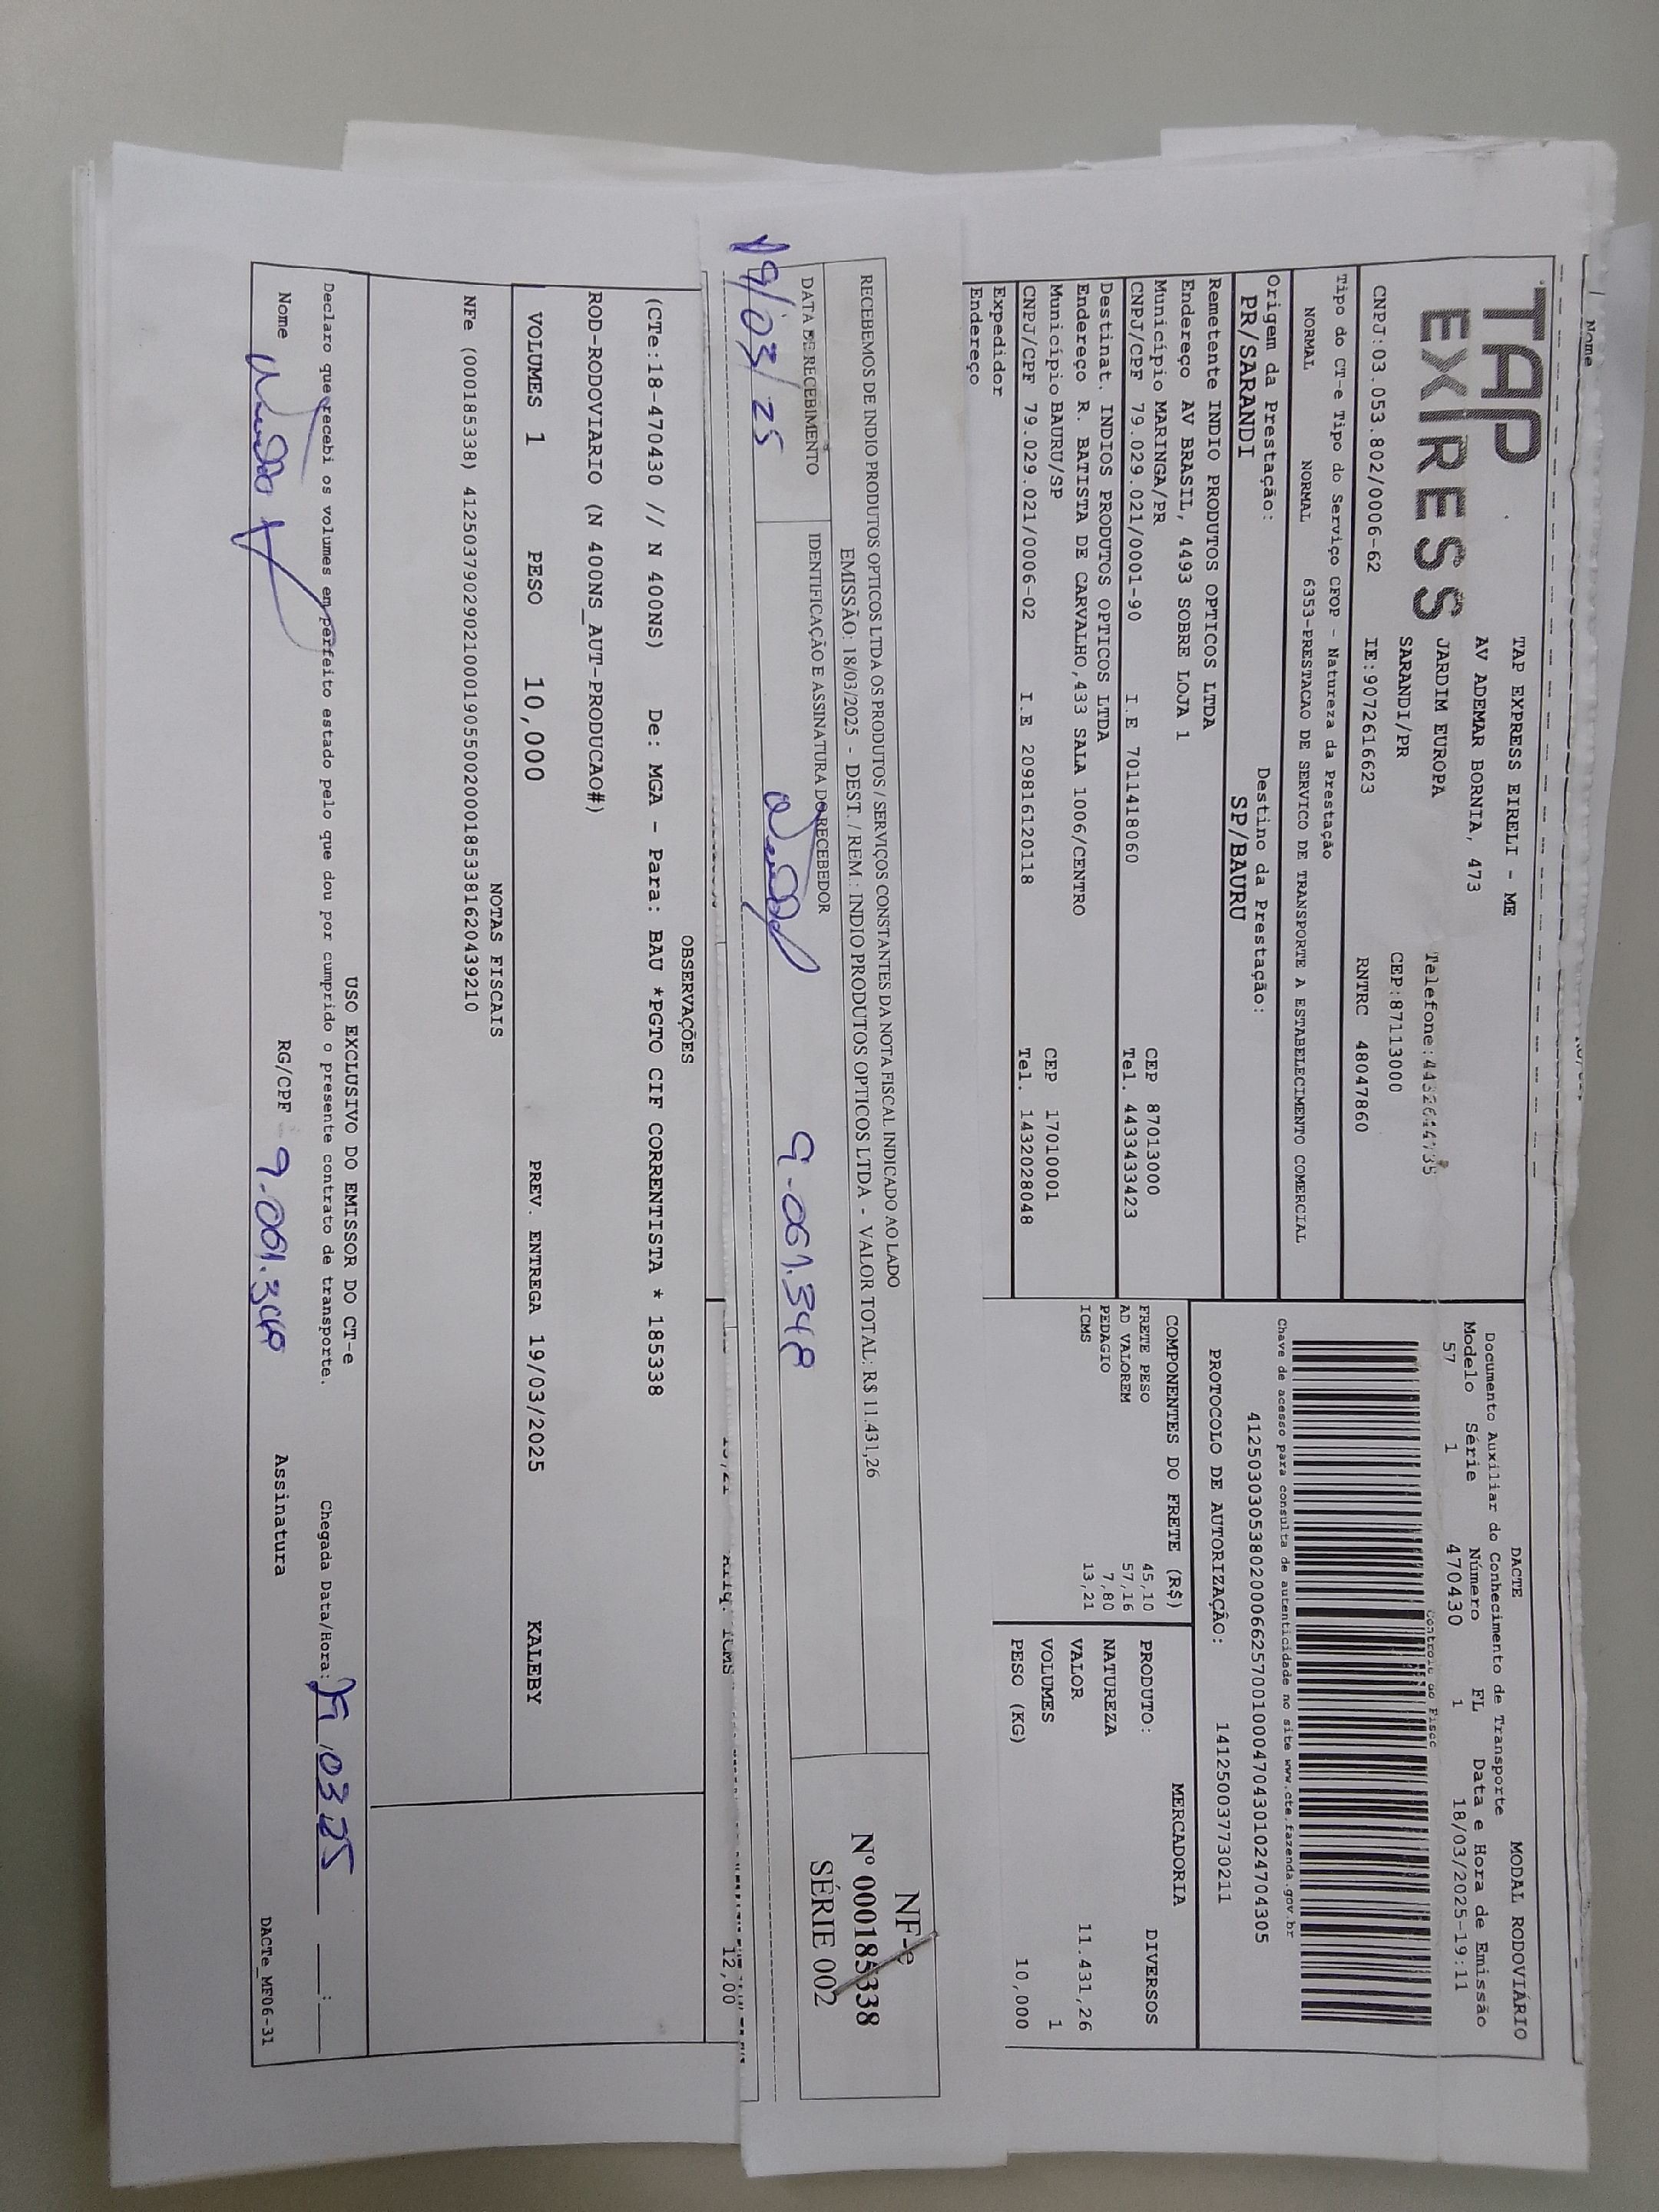 Nome
TAP EXPRESS
TAP EXPRESS EIRELI - ME
AV ADEMAR BORNIA, 473
JARDIM EUROPA
SARANDI/PR
CEP:87113000
CNPJ:03.053.802/0006-62 IE:9072616623 RNTRC 48047860
DACTE MODAL RODOVIÁRIO
Documento Auxiliar do Conhecimento de Transporte
Modelo Série Número FL Data e Hora de Emissão
57 1 470430 1 18/03/2025-19:11
Controle do Fisco
Chave de acesso para consulta de autenticidade no site www.cte.fazenda.gov.br
41250303053802000662570010004704301024704305
PROTOCOLO DE AUTORIZAÇÃO: 141250037730211
Tipo do CT-e Tipo do Serviço CFOP - Natureza da Prestação
NORMAL NORMAL 6353-PRESTACAO DE SERVICO DE TRANSPORTE A ESTABELECIMENTO COMERCIAL
Origem da Prestação: Destino da Prestação:
PR/SARANDI SP/BAURU
Remetente INDIO PRODUTOS OPTICOS LTDA
Endereço AV BRASIL, 4493 SOBRE LOJA 1
Município MARINGA/PR CEP 87013000
CNPJ/CPF 79.029.021/0001-90 I.E 7011418060 Tel. 4433433423
Destinat. INDIOS PRODUTOS OPTICOS LTDA
Endereço R. BATISTA DE CARVALHO,433 SALA 1006/CENTRO
Município BAURU/SP CEP 17010001
CNPJ/CPF 79.029.021/0006-02 I.E 209816120118 Tel. 1432028048
Expedidor
Endereço
COMPONENTES DO FRETE (R$)
FRETE PESO 45,10
AD VALOREM 57,16
PEDAGIO 7,80
ICMS 13,21
MERCADORIA
PRODUTO: DIVERSOS
NATUREZA
VALOR 11.431,26
VOLUMES 1
PESO (KG) 10,000
RECEBEMOS DE INDIO PRODUTOS OPTICOS LTDA OS PRODUTOS / SERVIÇOS CONSTANTES DA NOTA FISCAL INDICADO AO LADO
EMISSÃO: 18/03/2025 - DEST. / REM.: INDIO PRODUTOS OPTICOS LTDA - VALOR TOTAL: R$ 11.431,26
DATA DE RECEBIMENTO IDENTIFICAÇÃO E ASSINATURA DO RECEBEDOR
19/03/25 9.061.348
NF-e
Nº 000185338
SÉRIE 002
ICMS
12,00
OBSERVAÇÕES
(CTe:18-470430 // N 400NS) De: MGA - Para: BAU *PGTO CIF CORRENTISTA * 185338
ROD-RODOVIARIO (N 400NS_AUT-PRODUCAO#)
VOLUMES 1 PESO 10,000 PREV. ENTREGA 19/03/2025 KALEBY
NOTAS FISCAIS
NFe (000185338) 41250379029021000190550020001853381620439210
USO EXCLUSIVO DO EMISSOR DO CT-e
Declaro que recebi os volumes em perfeito estado pelo que dou por cumprido o presente contrato de transporte. Chegada Data/Hora: 19/03/25 __:__
Nome RG/CPF 9.061.348 Assinatura
DACTe_MF06-31